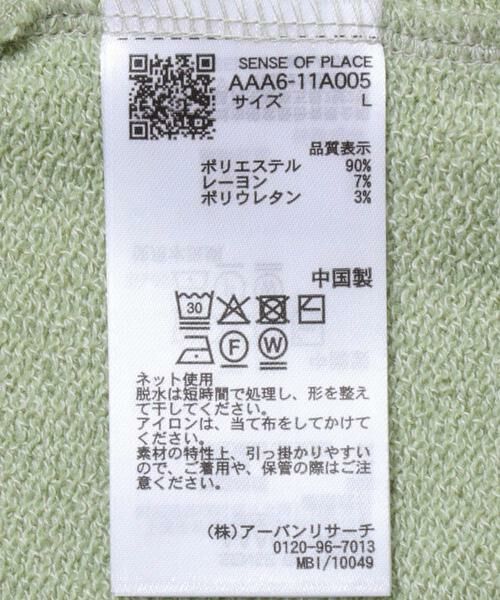 SENSE OF PLACE
AAA6-11A005
サイズ L
品質表示
ポリエステル 90%
レーヨン 7%
ポリウレタン 3%
中国製
30
F W
ネット使用
脱水は短時間で処理し、形を整え
て干してください。
アイロンは、当て布をしてかけて
ください。
素材の特性上、引っ掛かりやすい
ので、ご着用や、保管の際はご注
意ください。
(株)アーバンリサーチ
0120-96-7013
MBI/10049